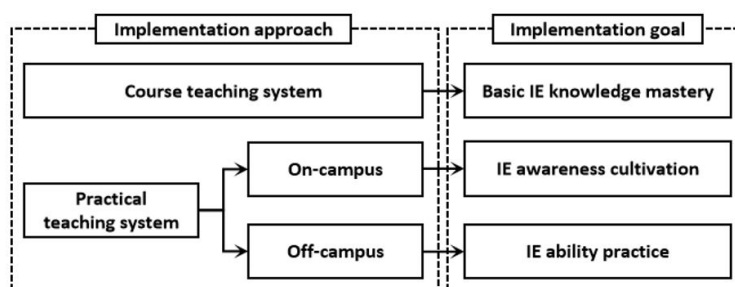 Implementation approach
Implementation goal
Course teaching system
Basic IE knowledge mastery
On-campus
IE awareness cultivation
Practical
teaching system
Off-campus
IE ability practice